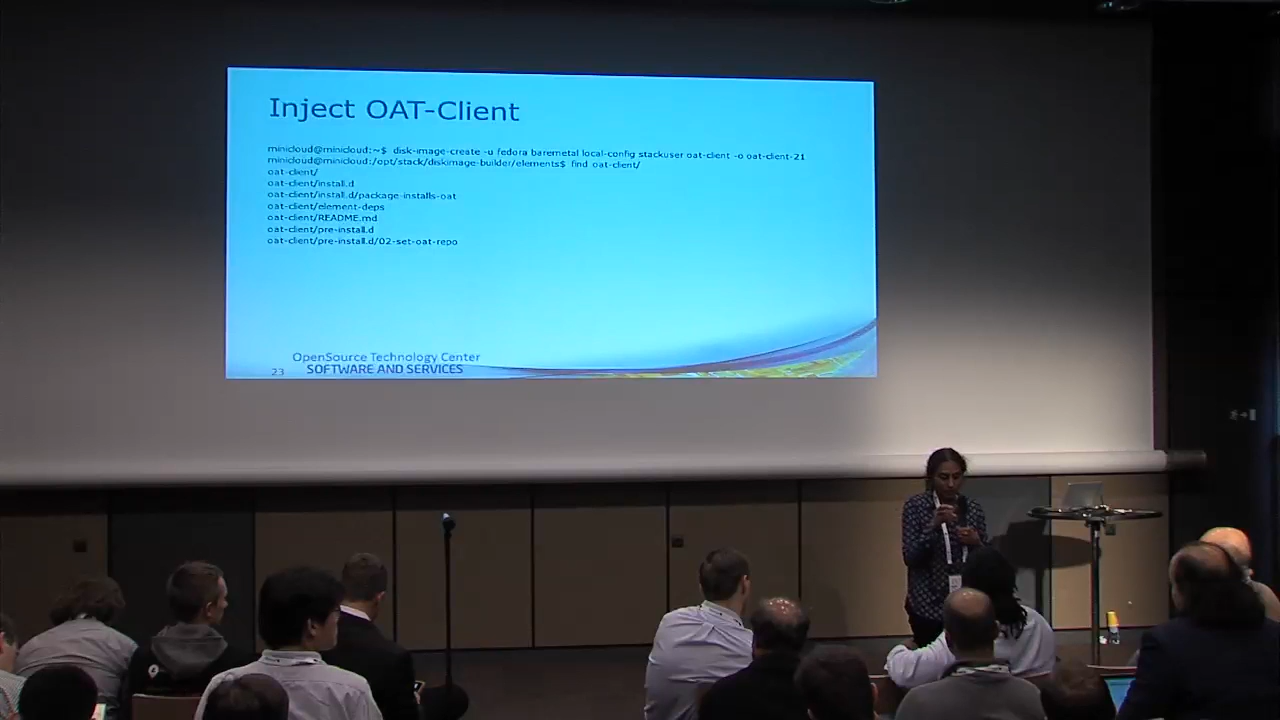 Inject OAT-Client
minicloud@minicloud:~$ disk-image-create -u fedora baremetal local-config stackuser oat-client -o oat-client-21
minicloud@minicloud:/opt/stack/diskimage-builder/elements$ find oat-client/
oat-client/
oat-client/install.d
oat-client/install.d/package-installs-oat
oat-client/element-deps
oat-client/README.md
oat-client/pre-install.d
oat-client/pre-install.d/02-set-oat-repo
OpenSource Technology Center
23
SOFTWARE AND SERVICES